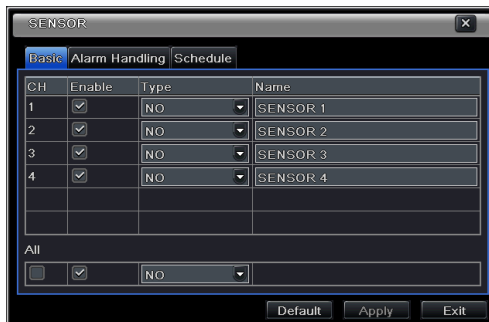 SENSOR
Basic Alarm Handling Schedule
CH Enable Type Name
1 NO SENSOR 1
2 NO SENSOR 2
3 NO SENSOR 3
4 NO SENSOR 4
All
NO
Default Apply Exit